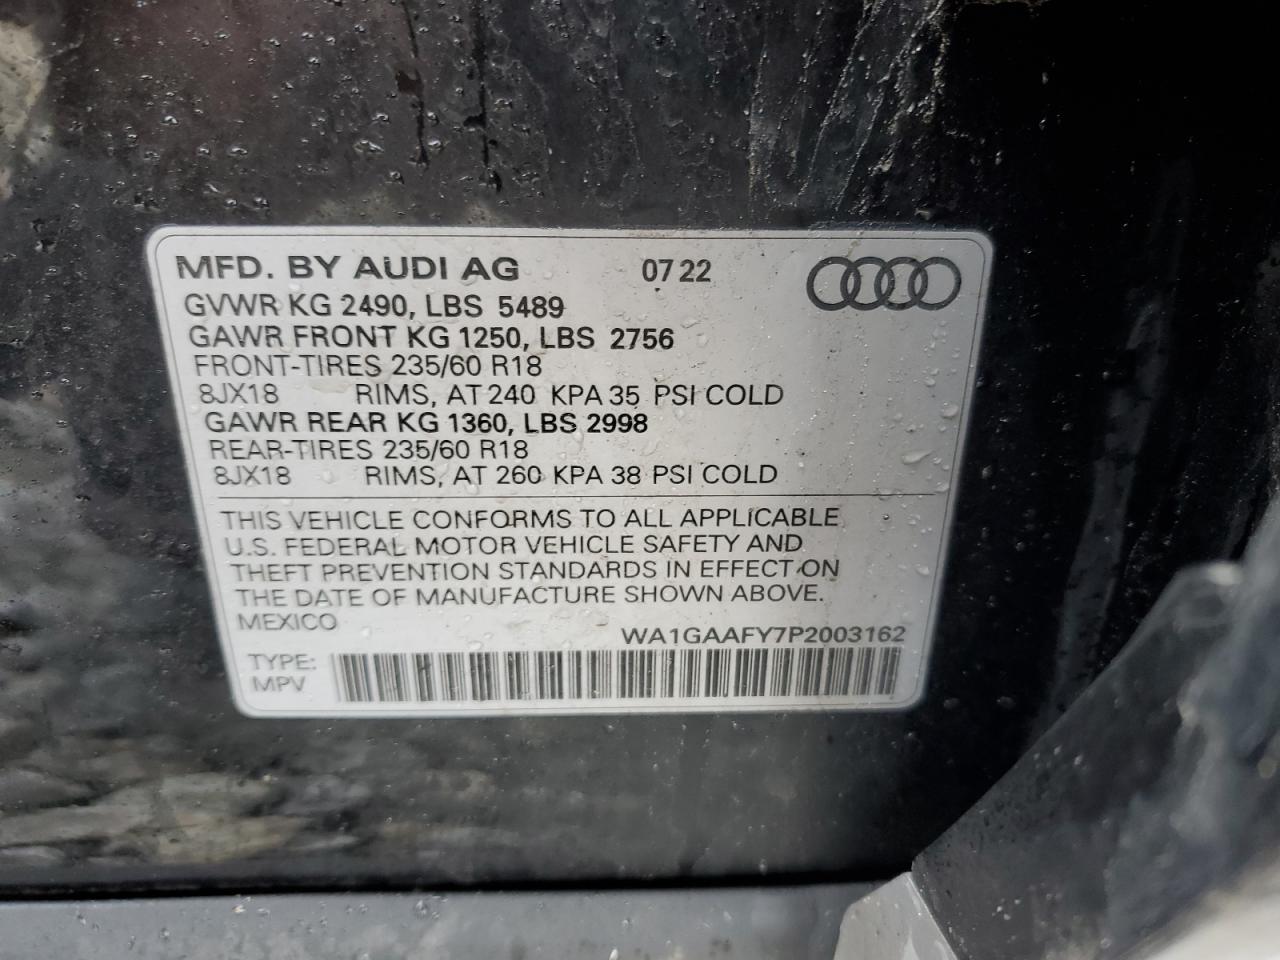 MFD. BY AUDI AG 07 22
GVWR KG 2490, LBS 5489
GAWR FRONT KG 1250, LBS 2756
FRONT-TIRES 235/60 R18
8JX18 RIMS, AT 240 KPA 35 PSI COLD
GAWR REAR KG 1360, LBS 2998
REAR-TIRES 235/60 R18
8JX18 RIMS, AT 260 KPA 38 PSI COLD
THIS VEHICLE CONFORMS TO ALL APPLICABLE
U.S. FEDERAL MOTOR VEHICLE SAFETY AND
THEFT PREVENTION STANDARDS IN EFFECT ON
THE DATE OF MANUFACTURE SHOWN ABOVE.
MEXICO
WA1GAAFY7P2003162
TYPE:
MPV